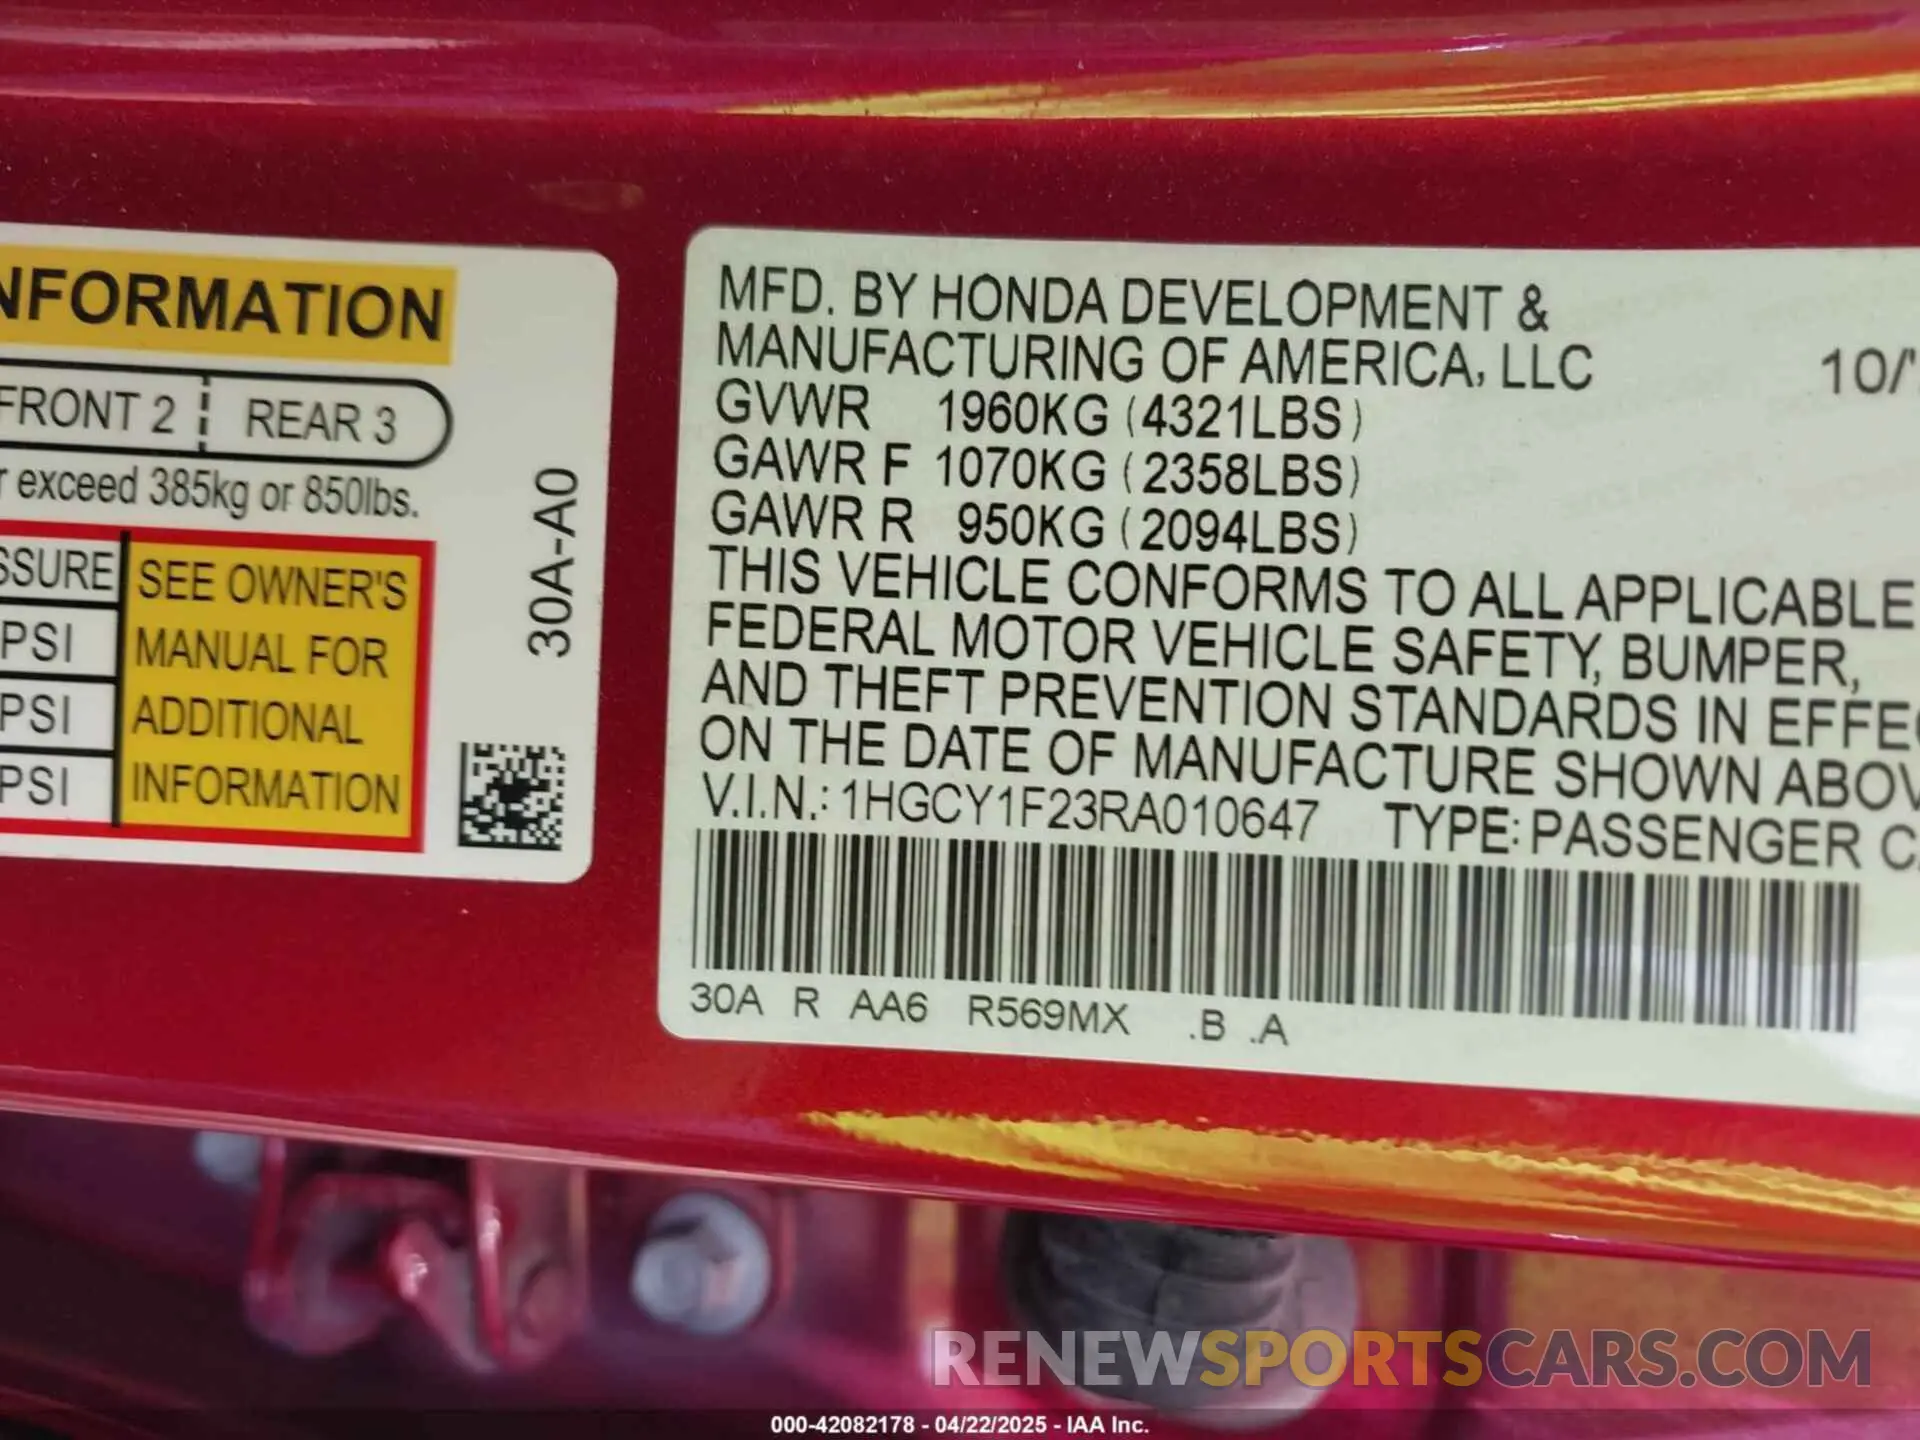 NFORMATION
FRONT 2 REAR 3
exceed 385kg or 850lbs.
SSURE
PSI
PSI
PSI
SEE OWNER'S
MANUAL FOR
ADDITIONAL
INFORMATION
30A-A0
MFD. BY HONDA DEVELOPMENT &
MANUFACTURING OF AMERICA, LLC 10/
GVWR 1960KG (4321LBS)
GAWR F 1070KG (2358LBS)
GAWR R 950KG (2094LBS)
THIS VEHICLE CONFORMS TO ALL APPLICABLE
FEDERAL MOTOR VEHICLE SAFETY, BUMPER,
AND THEFT PREVENTION STANDARDS IN EFFE
ON THE DATE OF MANUFACTURE SHOWN ABOV
V.I.N.: 1HGCY1F23RA010647 TYPE: PASSENGER C
30A R AA6 R569MX .B .A
RENEWSPORTSCARS.COM
000-42082178 - 04/22/2025 - IAA Inc.